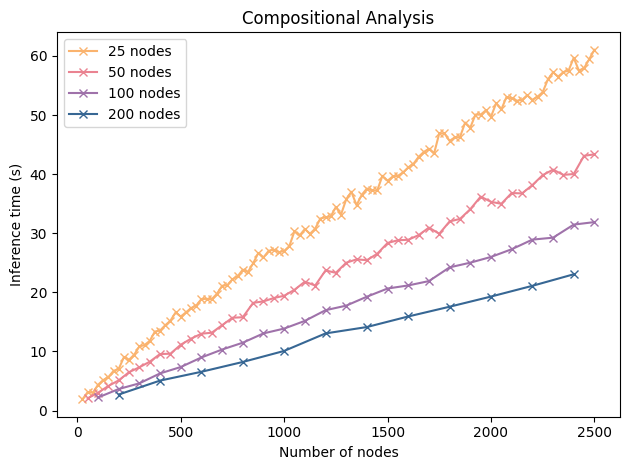 Compositional Analysis
25 nodes
50 nodes
100 nodes
200 nodes
Inference time (s)
60
50
40
30
20
10
0
0 500 1000 1500 2000 2500
Number of nodes